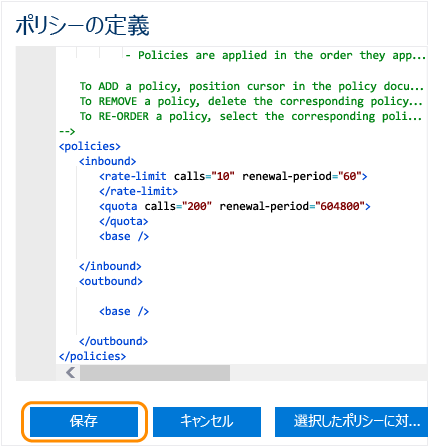 ポリシーの定義
- Policies are applied in the order they app...
To ADD a policy, position cursor in the policy docu...
To REMOVE a policy, delete the corresponding policy...
To RE-ORDER a policy, select the corresponding poli...
-->
<policies>
<inbound>
<rate-limit calls="10" renewal-period="60">
</rate-limit>
<quota calls="200" renewal-period="604800">
</quota>
<base />
</inbound>
<outbound>
<base />
</outbound>
</policies>
保存 キャンセル 選択したポリシーに対...